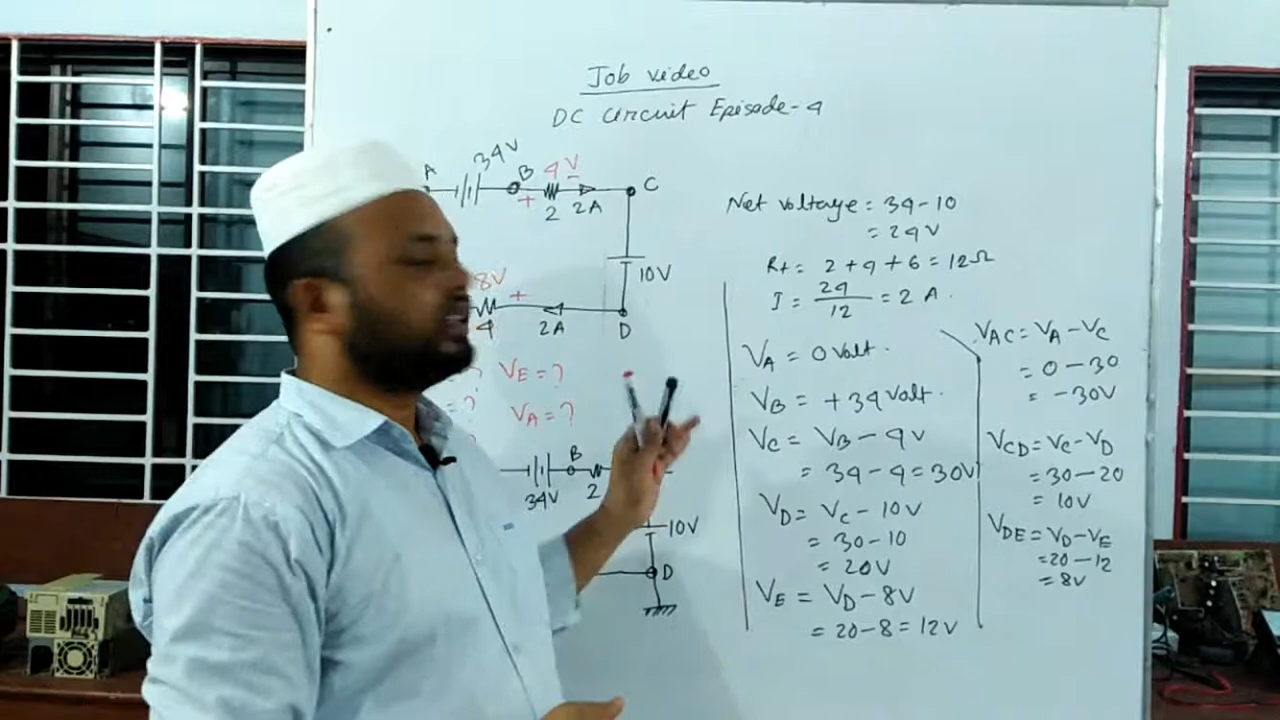 Job video
DC Circuit Episode-4
A 34V B 4V C
+ 2 2A
10V
8V +
4 2A D
? VE = ?
= ? VA = ?
B
34V 2
10V
D
Net voltage = 34 - 10
= 24V
Rt = 2 + 4 + 6 = 12Ω
I = 24/12 = 2 A.
VA = 0 Volt.
VB = +34 Volt.
VC = VB - 4V
= 34 - 4 = 30V
VD = VC - 10V
= 30 - 10
= 20V
VE = VD - 8V
= 20 - 8 = 12V
VAC = VA - VC
= 0 - 30
= -30V
VCD = VC - VD
= 30 - 20
= 10V
VDE = VD - VE
= 20 - 12
= 8V